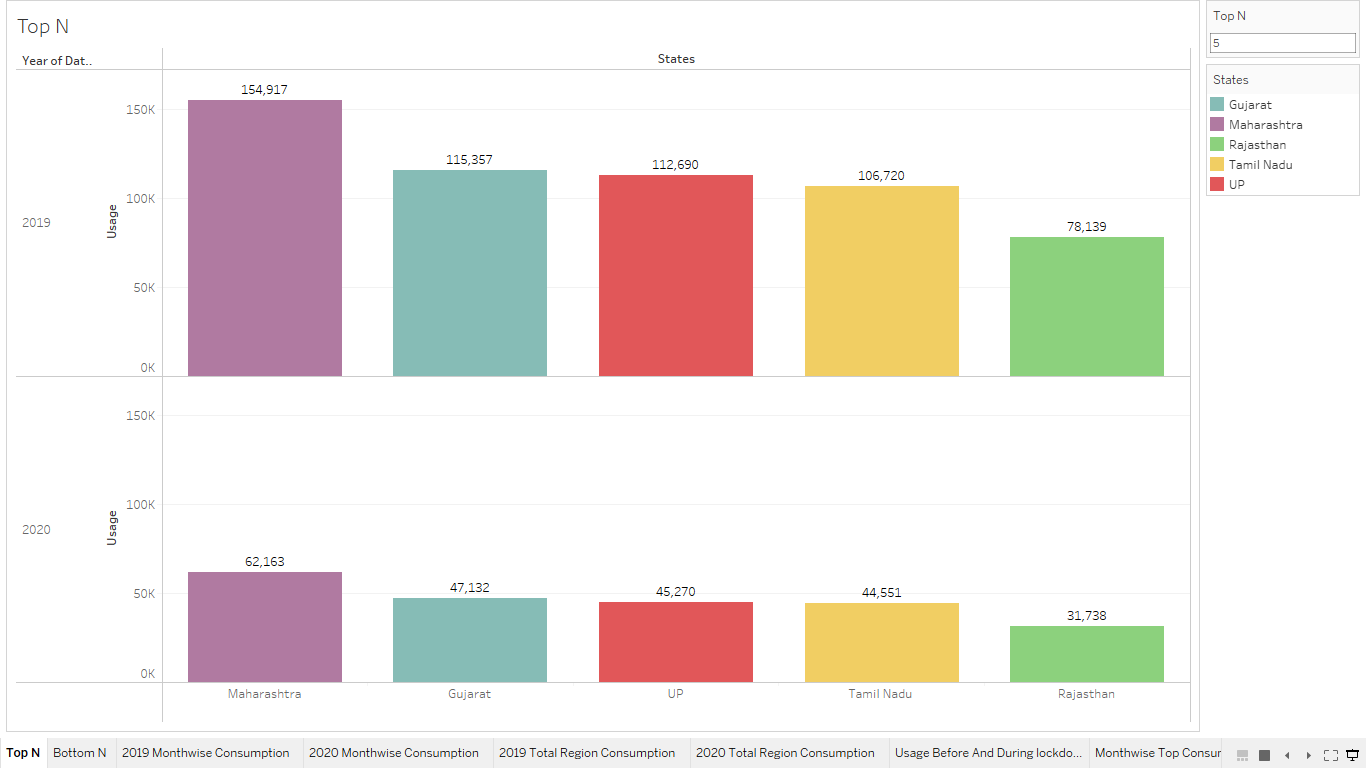 Top N
Year of Dat..
States
154,917
150K
115,357
112,690
106,720
100K
78,139
2019
Usage
50K
0K
150K
100K
2020
Usage
62,163
47,132
45,270
44,551
50K
31,738
0K
Maharashtra
Gujarat
UP
Tamil Nadu
Rajasthan
Top N
5
States
Gujarat
Maharashtra
Rajasthan
Tamil Nadu
UP
Top N
Bottom N
2019 Monthwise Consumption
2020 Monthwise Consumption
2019 Total Region Consumption
2020 Total Region Consumption
Usage Before And During lockdo...
Monthwise Top Consur